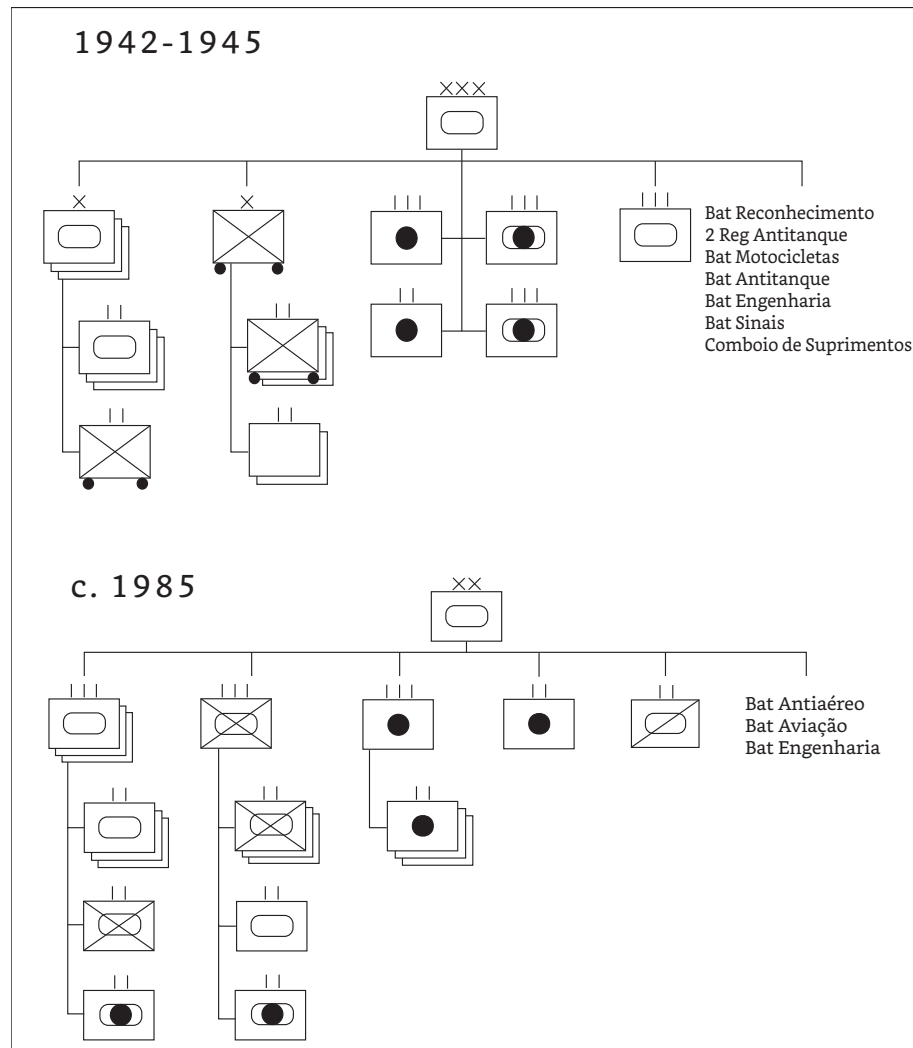 1942-1945
Bat Reconhecimento
2 Reg Antitanque
Bat Motocicletas
Bat Antitanque
Bat Engenharia
Bat Sinais
Comboio de Suprimentos
c. 1985
Bat Antiaéreo
Bat Aviação
Bat Engenharia